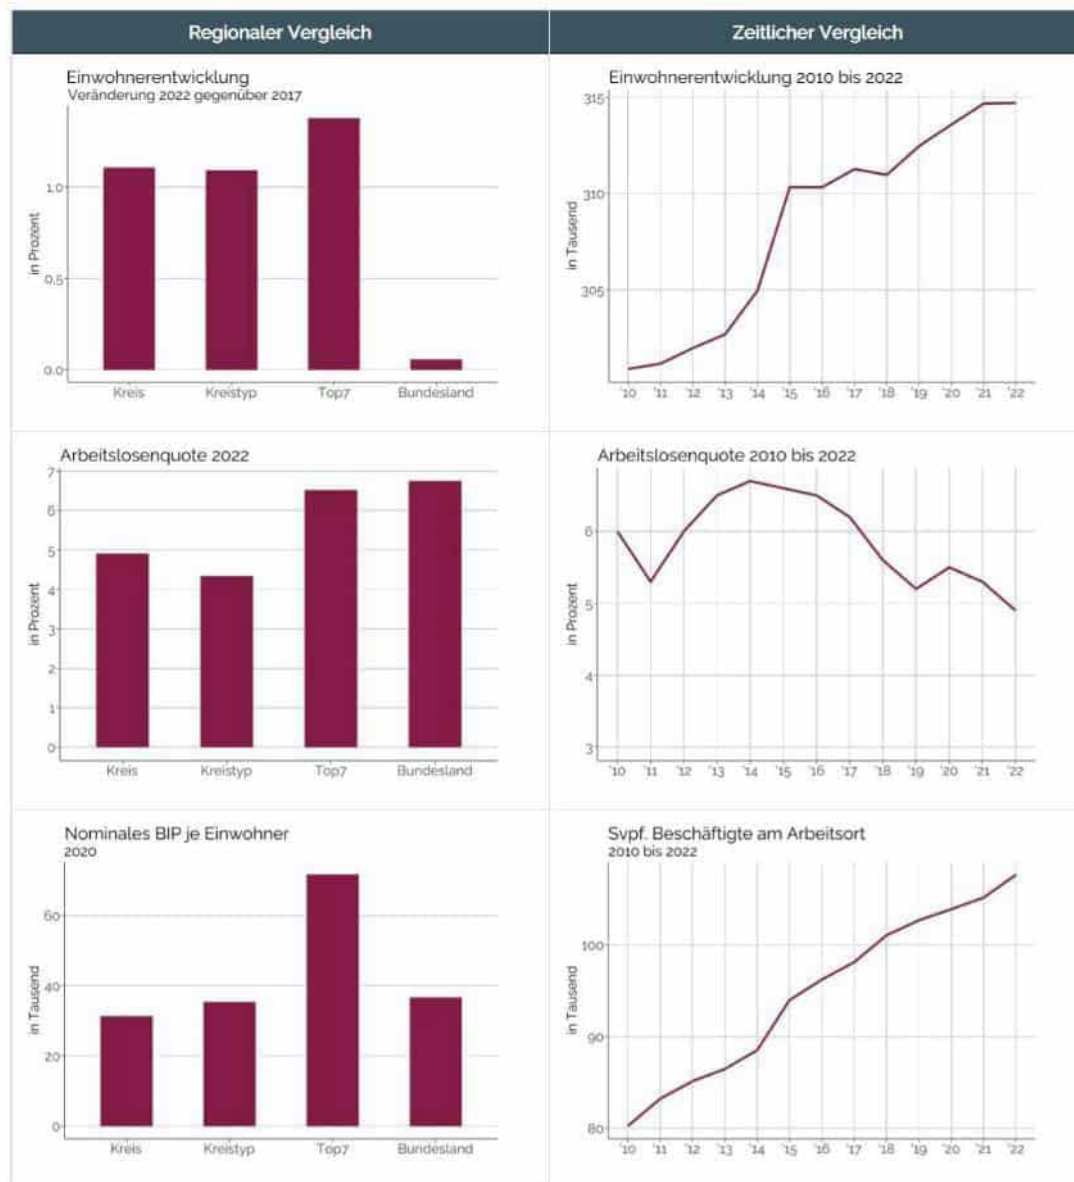 Regionaler Vergleich
Zeitlicher Vergleich
Einwohnerentwicklung
Veränderung 2022 gegenüber 2017
in Prozent
1.0
0.5
0.0
Kreis Kreistyp Top7 Bundesland
Einwohnerentwicklung 2010 bis 2022
in Tausend
315
310
305
'10 '11 '12 '13 '14 '15 '16 '17 '18 '19 '20 '21 '22
Arbeitslosenquote 2022
in Prozent
7
6
5
4
3
2
1
0
Kreis Kreistyp Top7 Bundesland
Arbeitslosenquote 2010 bis 2022
in Prozent
6
5
4
3
'10 '11 '12 '13 '14 '15 '16 '17 '18 '19 '20 '21 '22
Nominales BIP je Einwohner
2020
in Tausend
60
40
20
0
Kreis Kreistyp Top7 Bundesland
Svpf. Beschäftigte am Arbeitsort
2010 bis 2022
in Tausend
100
90
80
'10 '11 '12 '13 '14 '15 '16 '17 '18 '19 '20 '21 '22